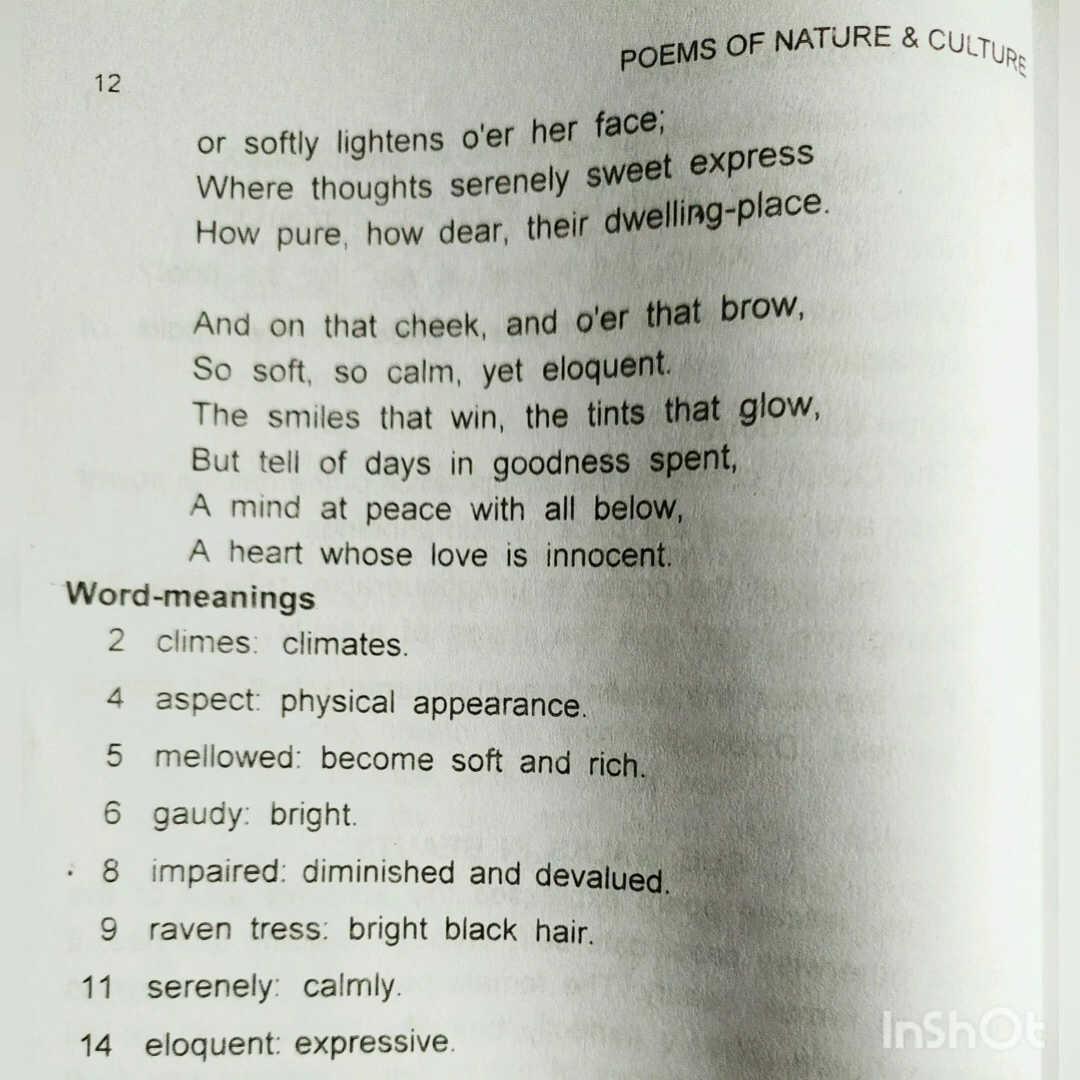 12
POEMS OF NATURE & CULTURE
or softly lightens o'er her face;
Where thoughts serenely sweet express
How pure, how dear, their dwelling-place.
And on that cheek, and o'er that brow,
So soft, so calm, yet eloquent.
The smiles that win, the tints that glow,
But tell of days in goodness spent,
A mind at peace with all below,
A heart whose love is innocent.
Word-meanings
2 climes: climates.
4 aspect: physical appearance.
5 mellowed: become soft and rich.
6 gaudy: bright.
8 impaired: diminished and devalued.
9 raven tress: bright black hair.
11 serenely: calmly.
14 eloquent: expressive.
InShOt